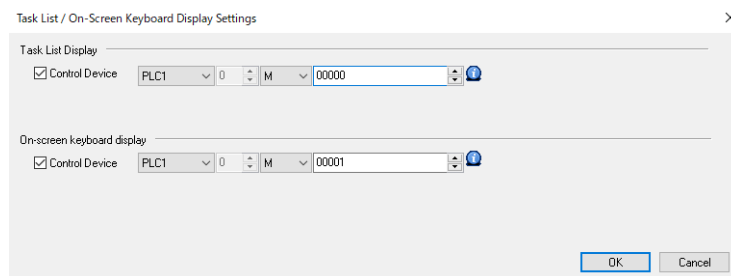 Task List / On-Screen Keyboard Display Settings
Task List Display
Control Device PLC1 0 M 00000
On-screen keyboard display
Control Device PLC1 0 M 00001
OK Cancel